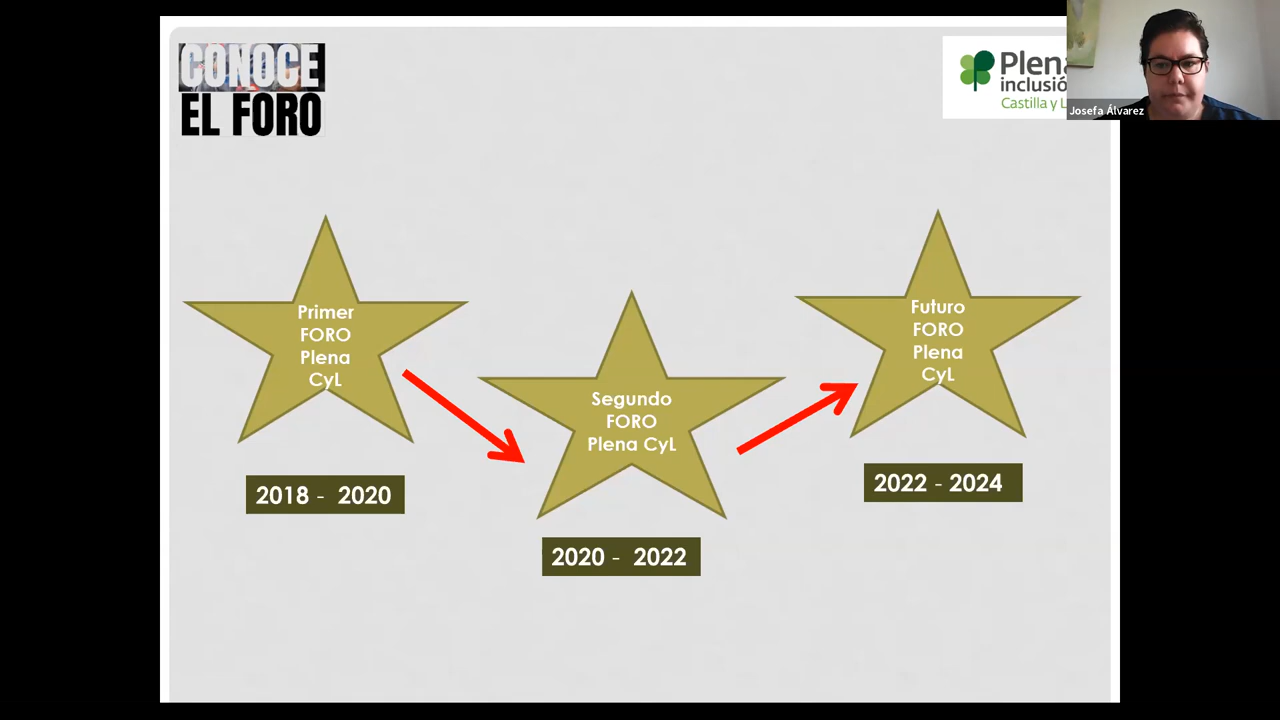 CONOCE
EL FORO
Plena
inclusión
Castilla y L
Josefa Álvarez
Primer
FORO
Plena
CyL
2018 - 2020
Segundo
FORO
Plena CyL
2020 - 2022
Futuro
FORO
Plena
CyL
2022 - 2024